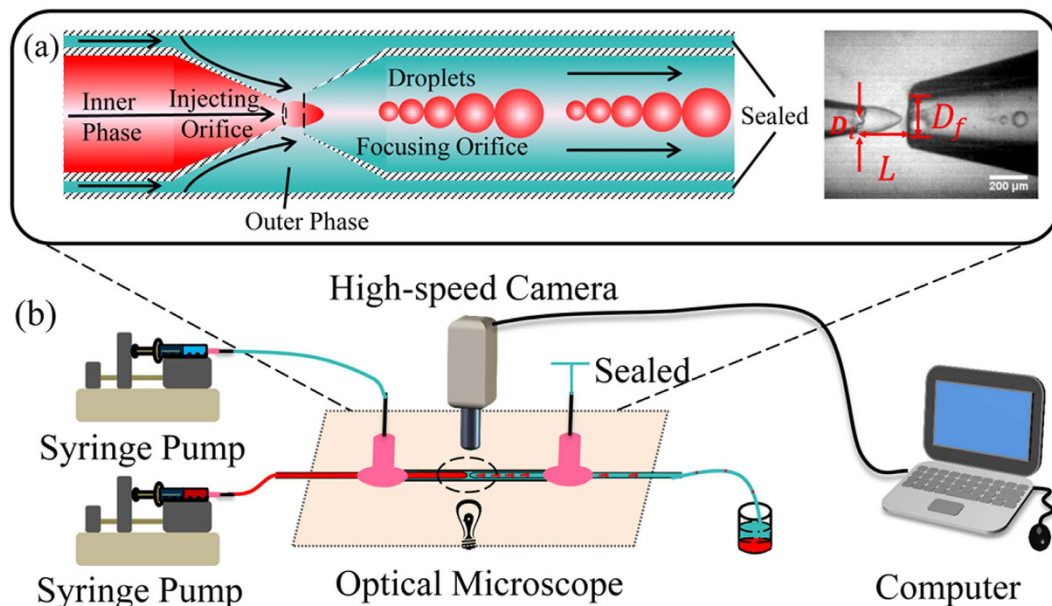 (a)
Inner
Phase
Injecting
Orifice
Droplets
Focusing Orifice
Sealed
Outer Phase
D_i
D_f
L
200 μm
(b)
High-speed Camera
Sealed
Syringe Pump
Syringe Pump
Optical Microscope
Computer